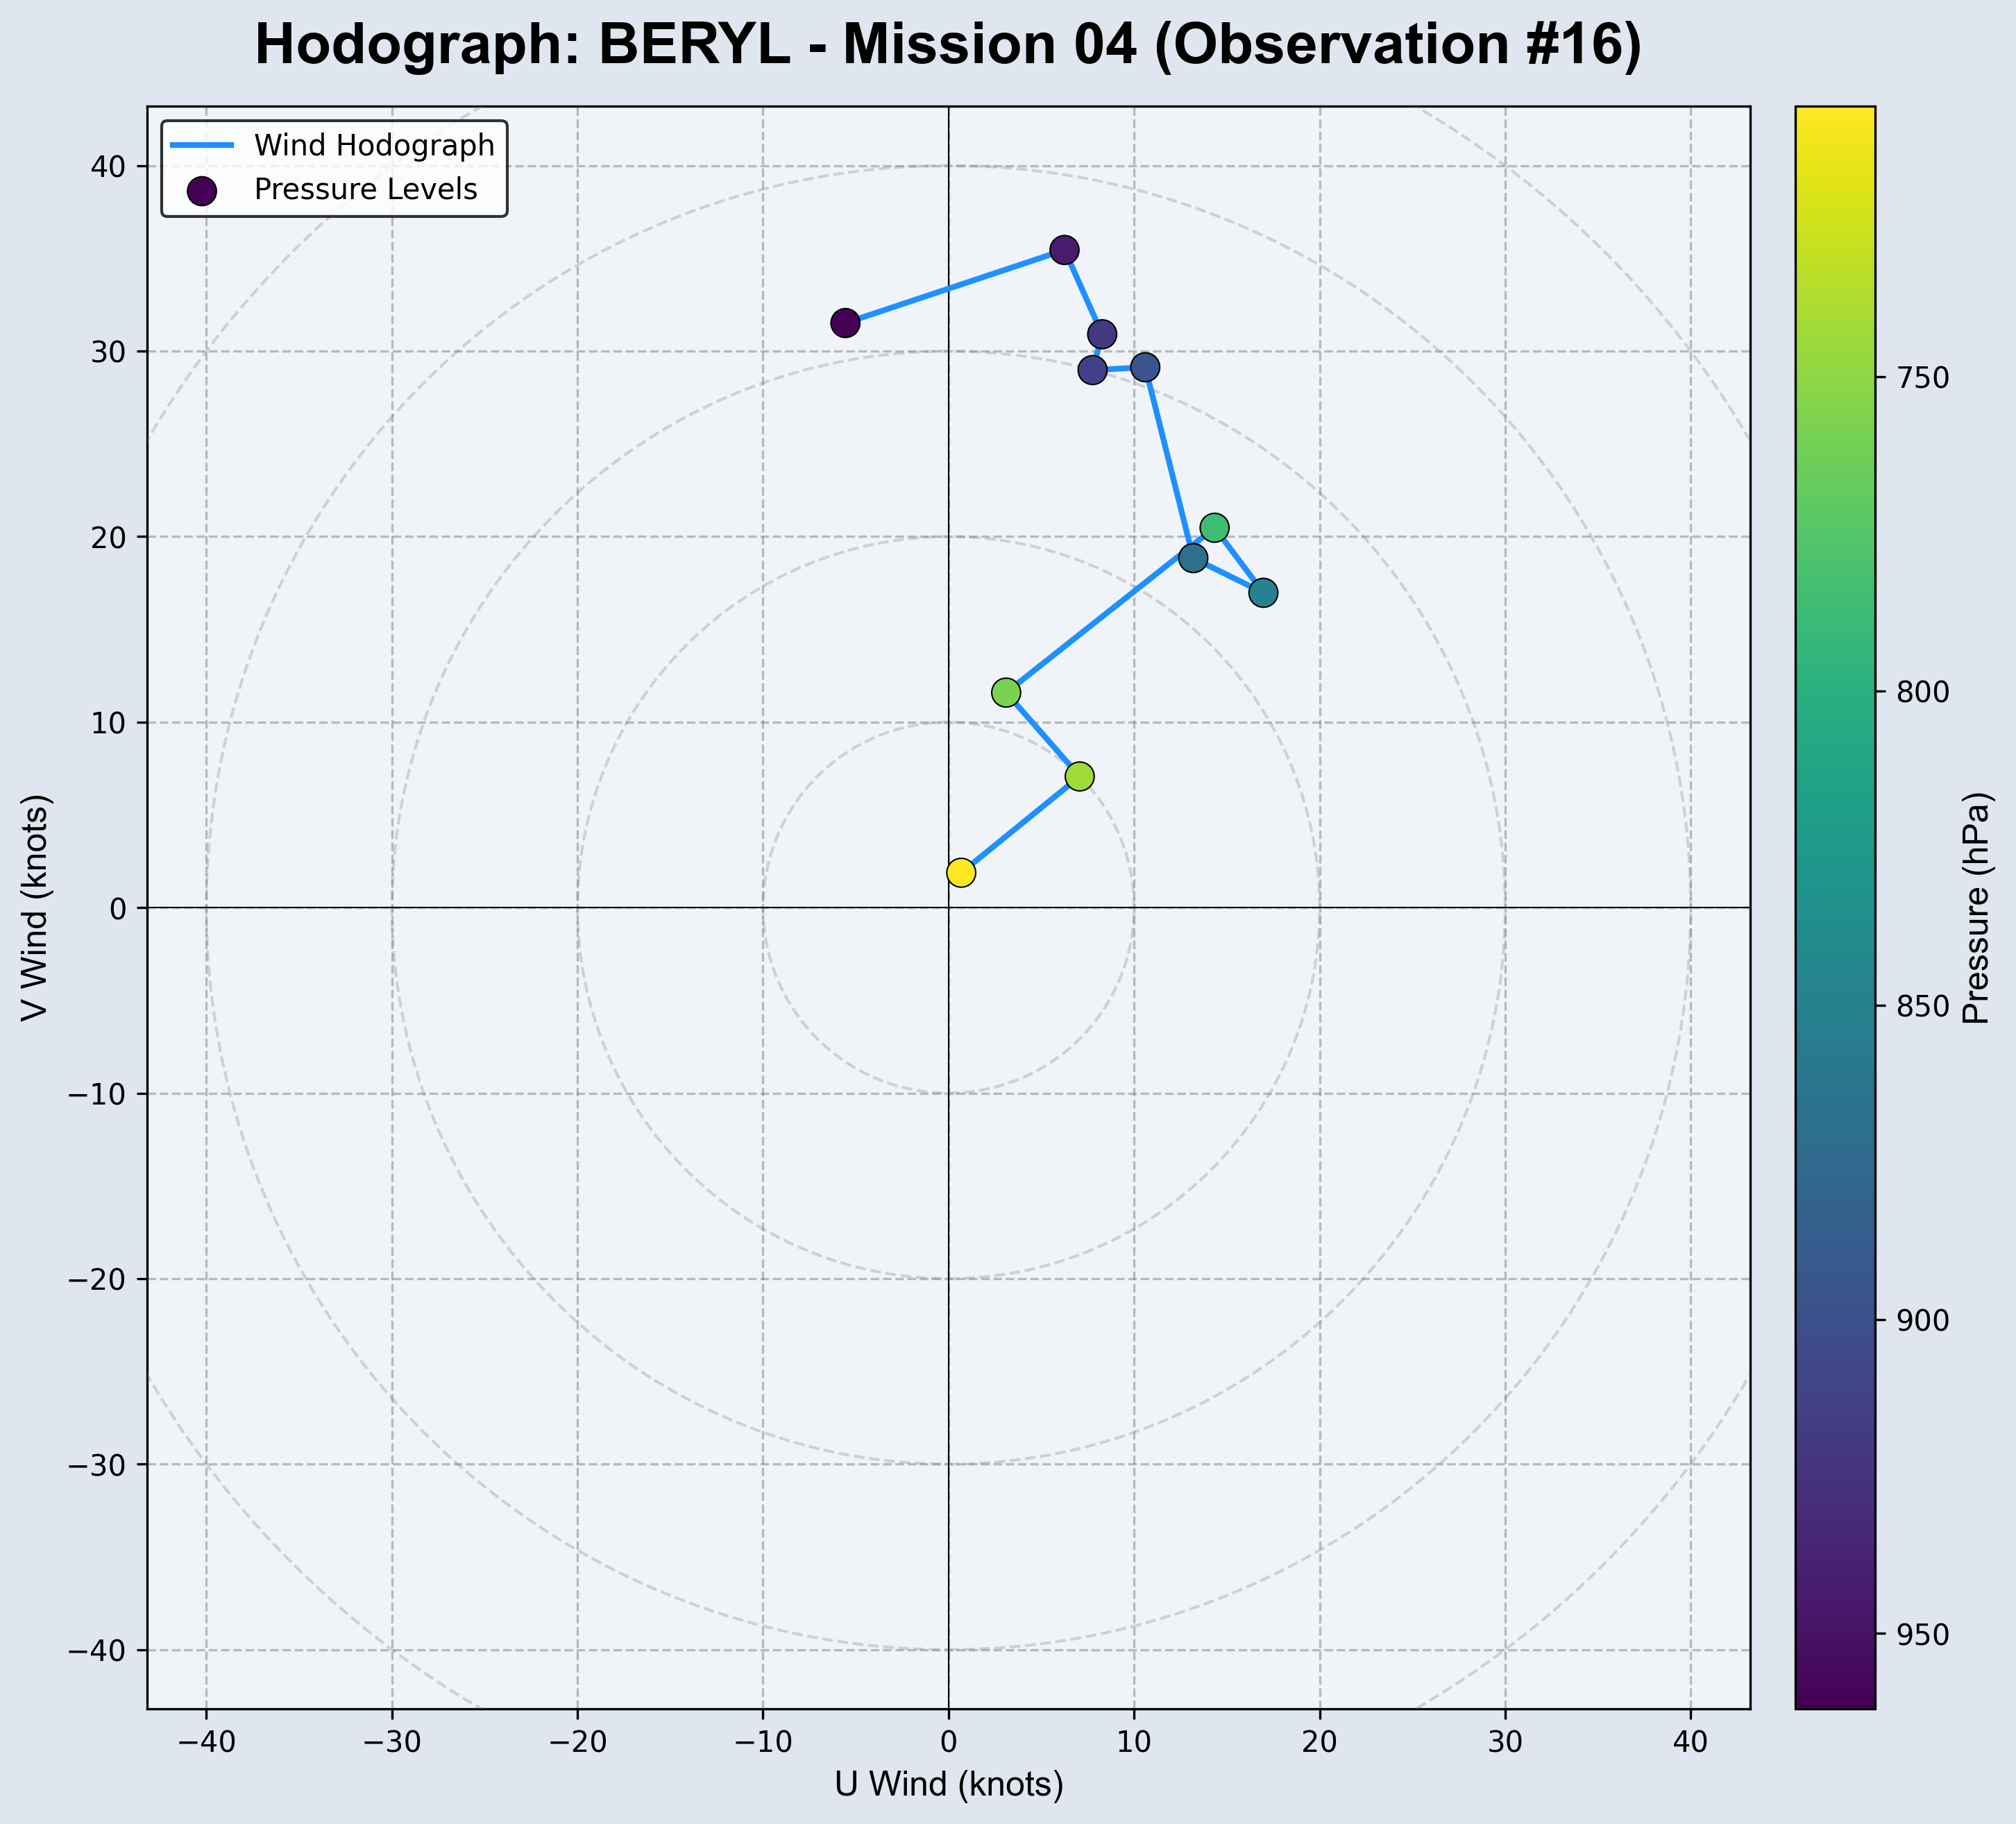 Hodograph: BERYL - Mission 04 (Observation #16)
Wind Hodograph
Pressure Levels
40
30
20
10
0
−10
−20
−30
−40
V Wind (knots)
−40 −30 −20 −10 0 10 20 30 40
U Wind (knots)
750
800
850
900
950
Pressure (hPa)